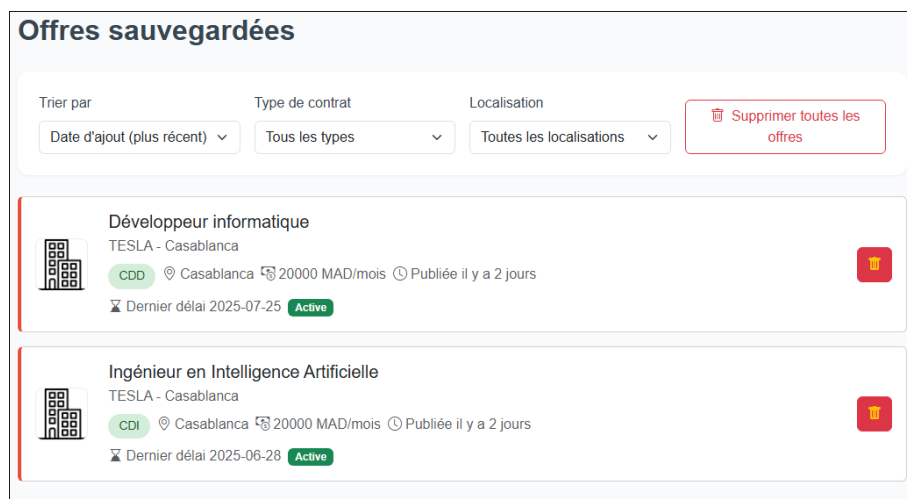 Offres sauvegardées
Trier par
Type de contrat
Localisation
Date d'ajout (plus récent)
Tous les types
Toutes les localisations
Supprimer toutes les
offres
Développeur informatique
TESLA - Casablanca
CDD Casablanca 20000 MAD/mois Publiée il y a 2 jours
Dernier délai 2025-07-25 Active
Ingénieur en Intelligence Artificielle
TESLA - Casablanca
CDI Casablanca 20000 MAD/mois Publiée il y a 2 jours
Dernier délai 2025-06-28 Active